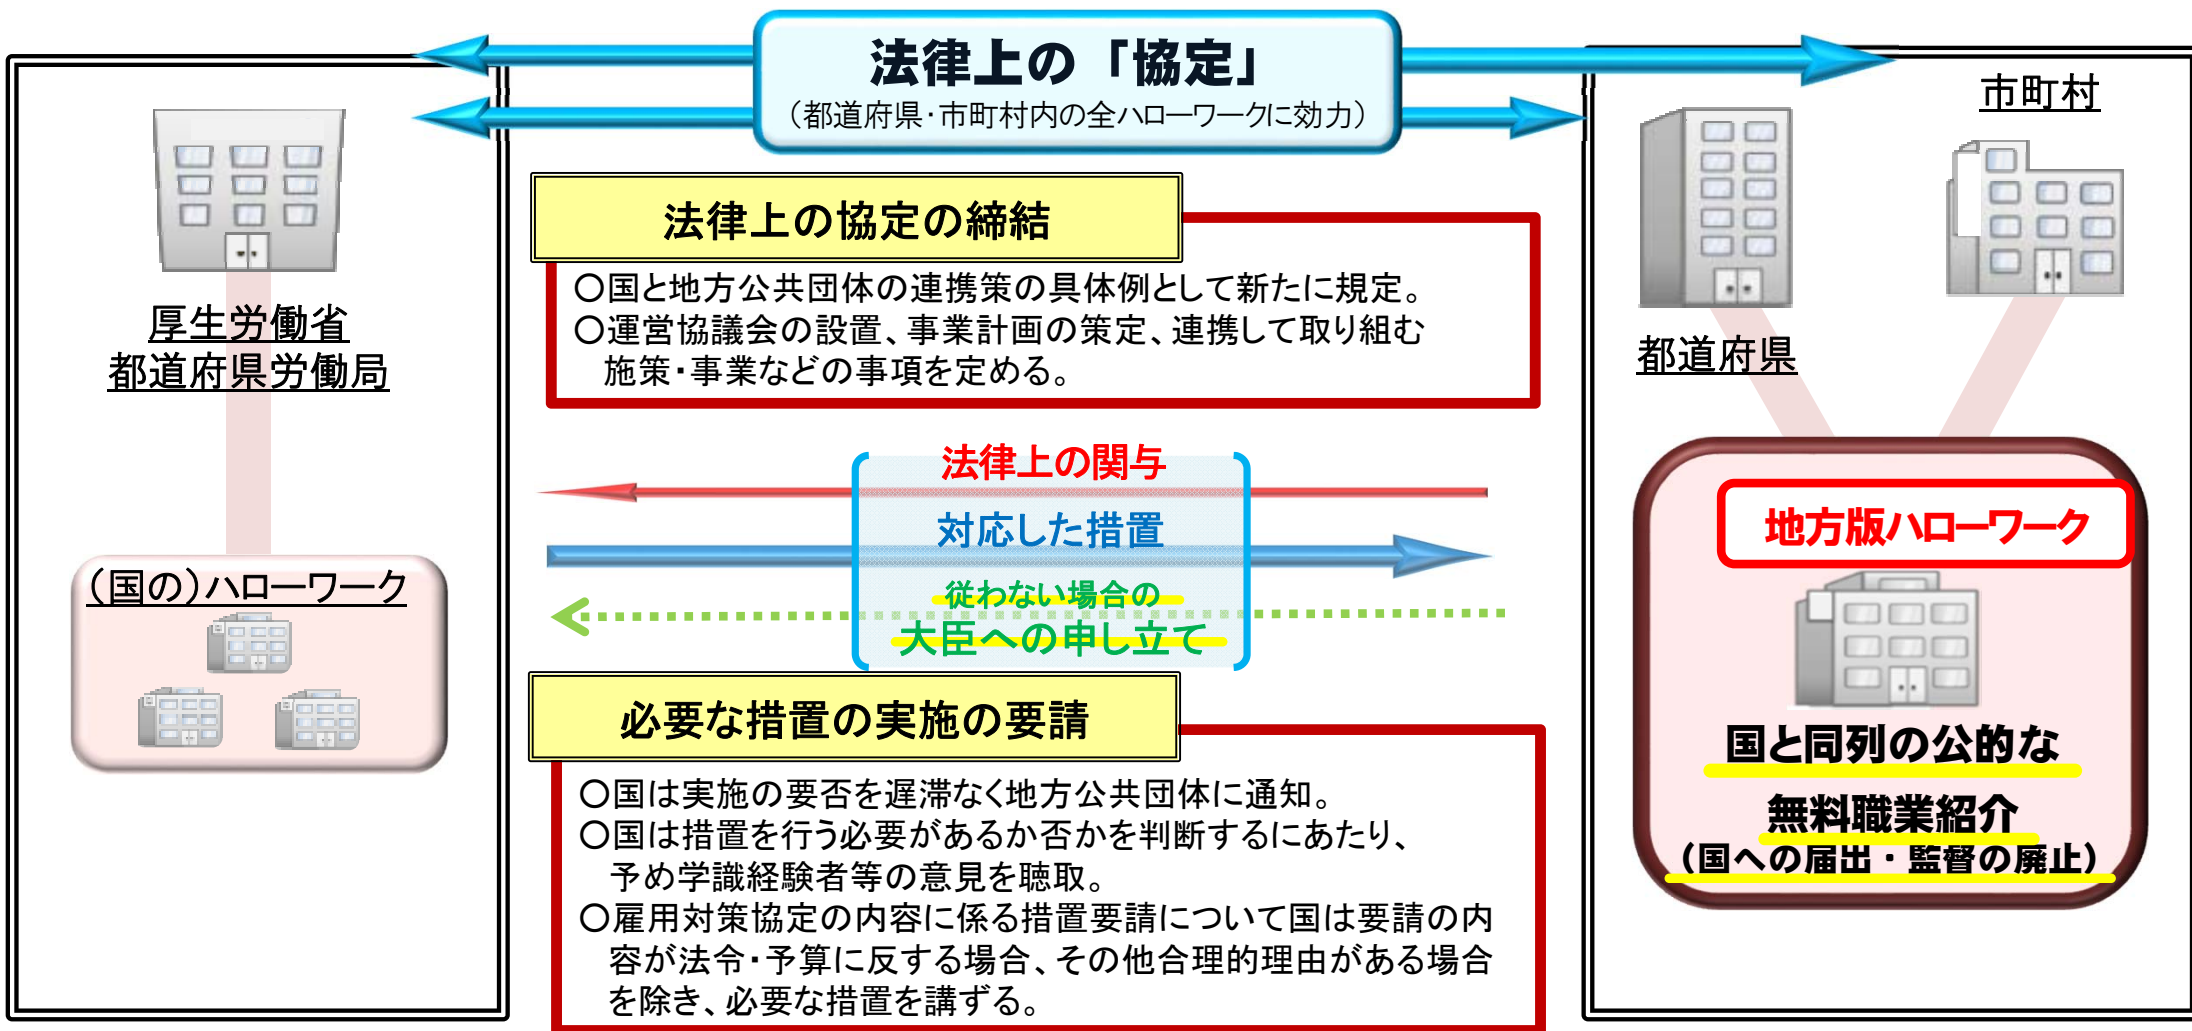 法律上の「協定」
（都道府県・市町村内の全ハローワークに効力）
厚生労働省
都道府県労働局
（国の）ハローワーク
法律上の協定の締結
○国と地方公共団体の連携策の具体例として新たに規定。
○運営協議会の設置、事業計画の策定、連携して取り組む
施策・事業などの事項を定める。
法律上の関与
対応した措置
従わない場合の
大臣への申し立て
必要な措置の実施の要請
○国は実施の要否を遅滞なく地方公共団体に通知。
○国は措置を行う必要があるか否かを判断するにあたり、
予め学識経験者等の意見を聴取。
○雇用対策協定の内容に係る措置要請について国は要請の内
容が法令・予算に反する場合、その他合理的理由がある場合
を除き、必要な措置を講ずる。
市町村
都道府県
地方版ハローワーク
国と同列の公的な
無料職業紹介
（国への届出・監督の廃止）